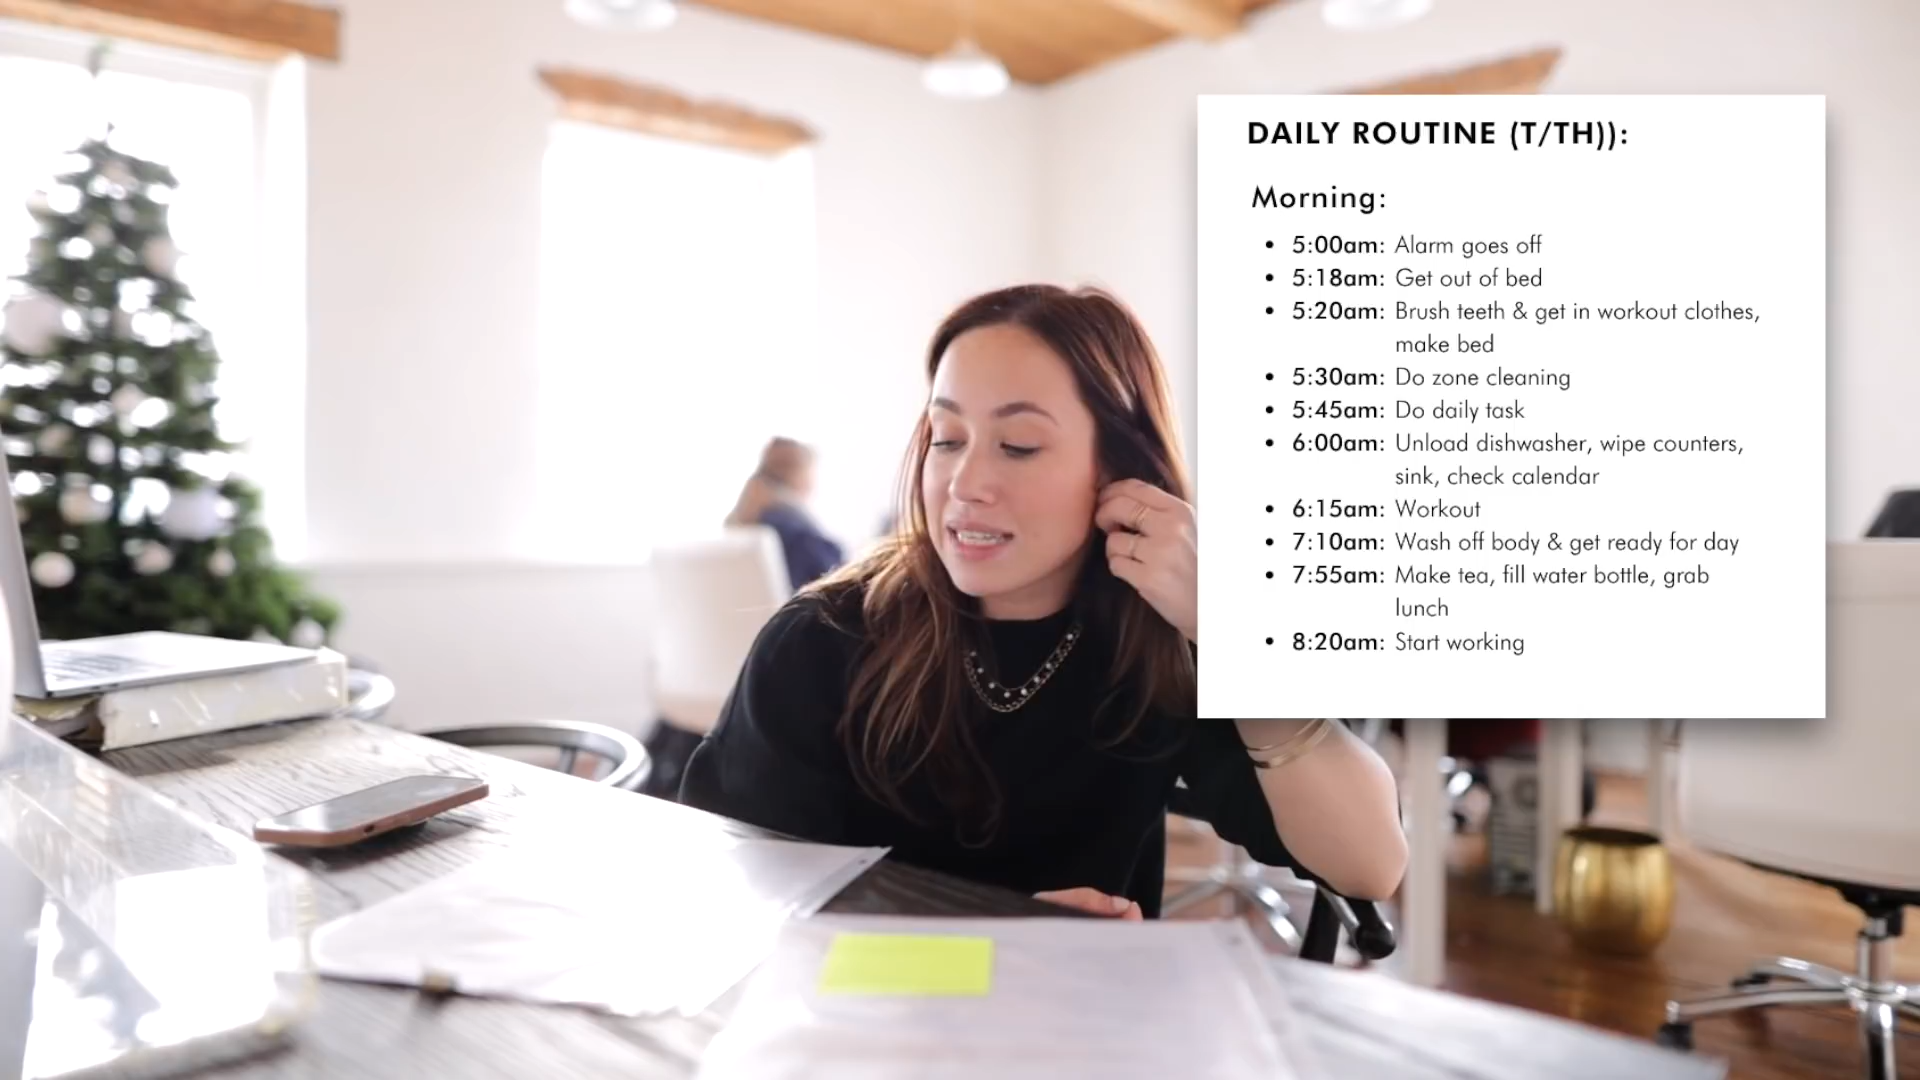 DAILY ROUTINE (T/TH)):
Morning:
• 5:00am: Alarm goes off
• 5:18am: Get out of bed
• 5:20am: Brush teeth & get in workout clothes,
make bed
• 5:30am: Do zone cleaning
• 5:45am: Do daily task
• 6:00am: Unload dishwasher, wipe counters,
sink, check calendar
• 6:15am: Workout
• 7:10am: Wash off body & get ready for day
• 7:55am: Make tea, fill water bottle, grab
lunch
• 8:20am: Start working